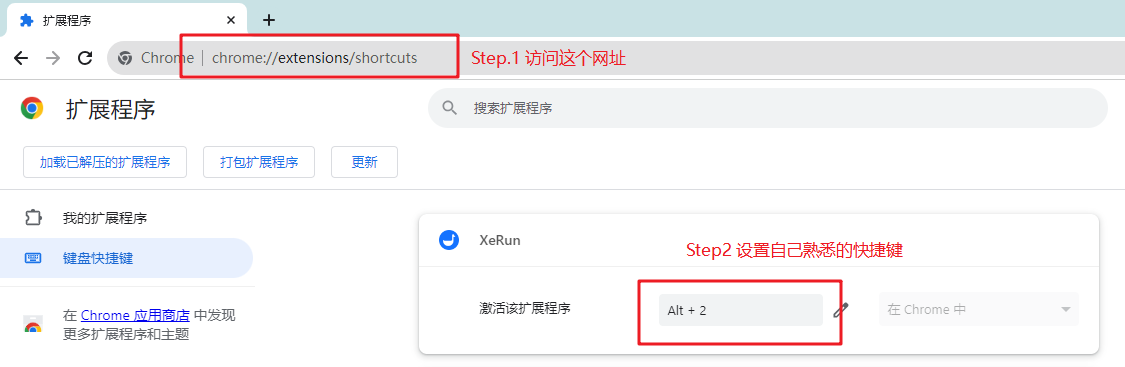 扩展程序
Chrome | chrome://extensions/shortcuts
Step.1 访问这个网址
扩展程序
搜索扩展程序
加载已解压的扩展程序
打包扩展程序
更新
我的扩展程序
键盘快捷键
在 Chrome 应用商店 中发现
更多扩展程序和主题
XeRun
Step2 设置自己熟悉的快捷键
激活该扩展程序
Alt + 2
在 Chrome 中